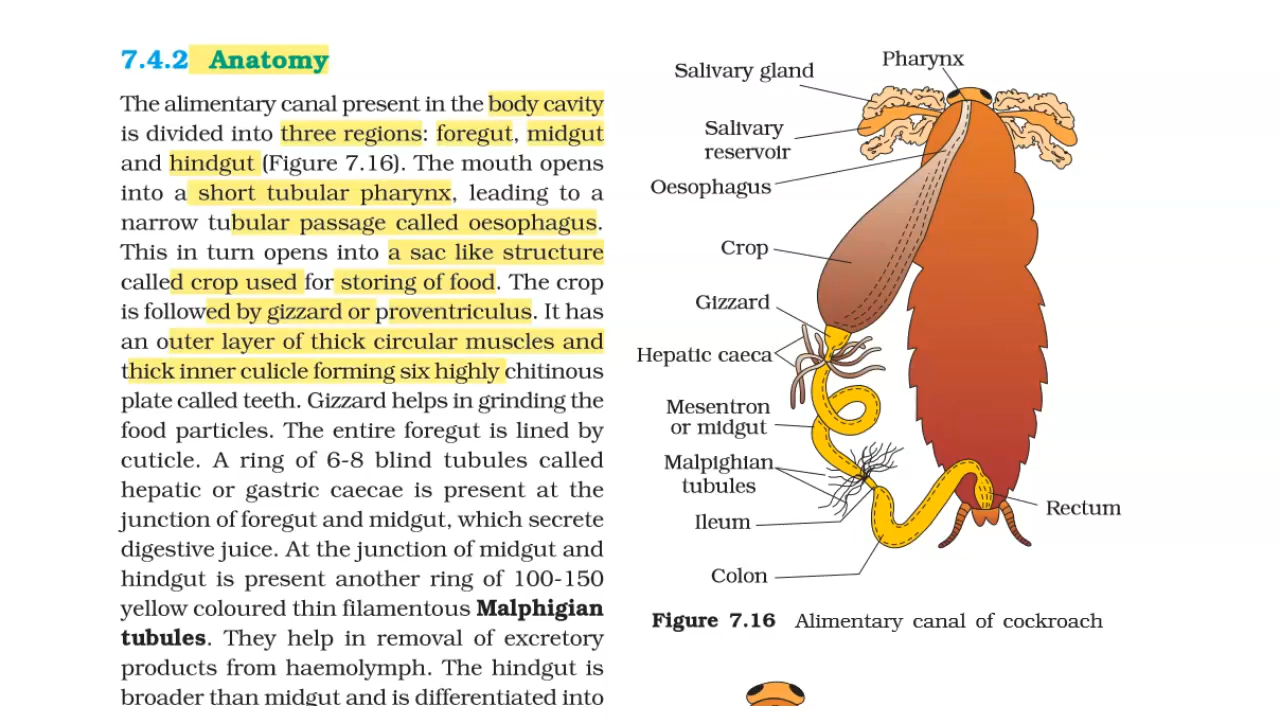 7.4.2 Anatomy
The alimentary canal present in the body cavity
is divided into three regions: foregut, midgut
and hindgut (Figure 7.16). The mouth opens
into a short tubular pharynx, leading to a
narrow tubular passage called oesophagus.
This in turn opens into a sac like structure
called crop used for storing of food. The crop
is followed by gizzard or proventriculus. It has
an outer layer of thick circular muscles and
thick inner culicle forming six highly chitinous
plate called teeth. Gizzard helps in grinding the
food particles. The entire foregut is lined by
cuticle. A ring of 6-8 blind tubules called
hepatic or gastric caecae is present at the
junction of foregut and midgut, which secrete
digestive juice. At the junction of midgut and
hindgut is present another ring of 100-150
yellow coloured thin filamentous Malphigian
tubules. They help in removal of excretory
products from haemolymph. The hindgut is
broader than midgut and is differentiated into
Pharynx
Salivary gland
Salivary
reservoir
Oesophagus
Crop
Gizzard
Hepatic caeca
Mesentron
or midgut
Malpighian
tubules
Ileum
Rectum
Colon
Figure 7.16 Alimentary canal of cockroach